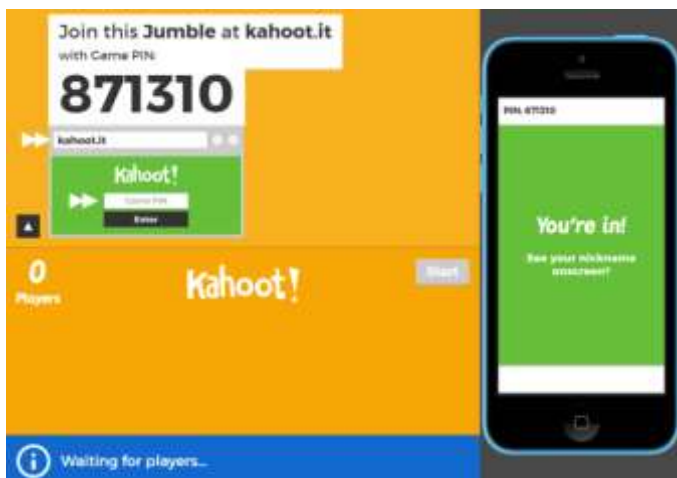 Join this Jumble at kahoot.it
with Game PIN:
871310
kahoot.it
Kahoot!
Game PIN
Enter
0
Players
Kahoot!
Start
Waiting for players...
PIN: 871310
You're in!
See your nickname
onscreen?